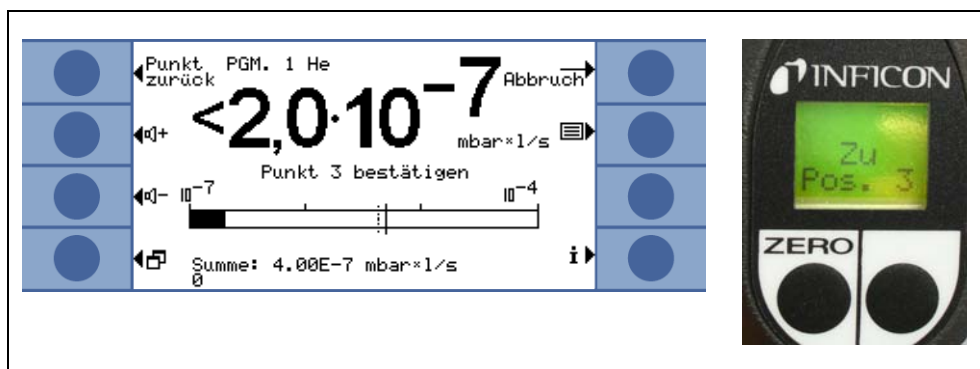 Punkt PGM. 1 He
zurück
Abbruch
<2,0·10⁻⁷
mbar×l/s
+
Punkt 3 bestätigen
-
10⁻⁷ 10⁻⁴
i
Summe: 4.00E-7 mbar×l/s
0
INFICON
Zu
Pos. 3
ZERO